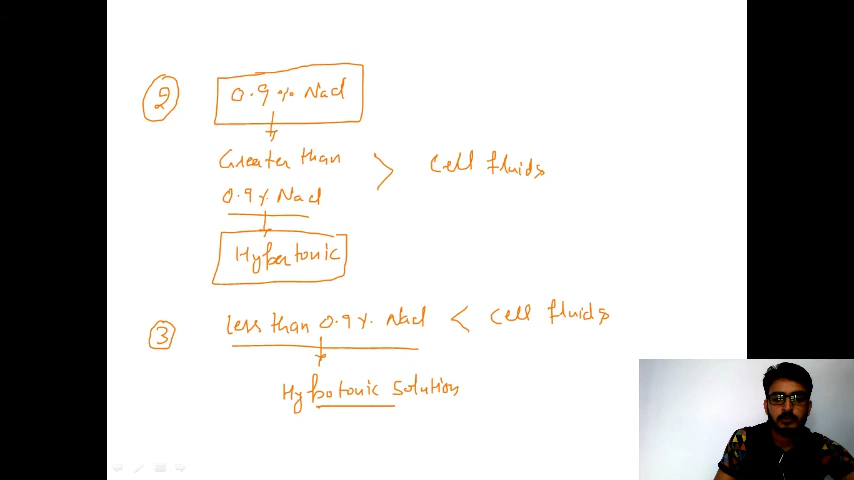 2
0.9 % NaCl
Greater than > Cell fluids
0.9 % NaCl
Hypertonic
3
less than 0.9 % NaCl < Cell fluids
Hypotonic Solution